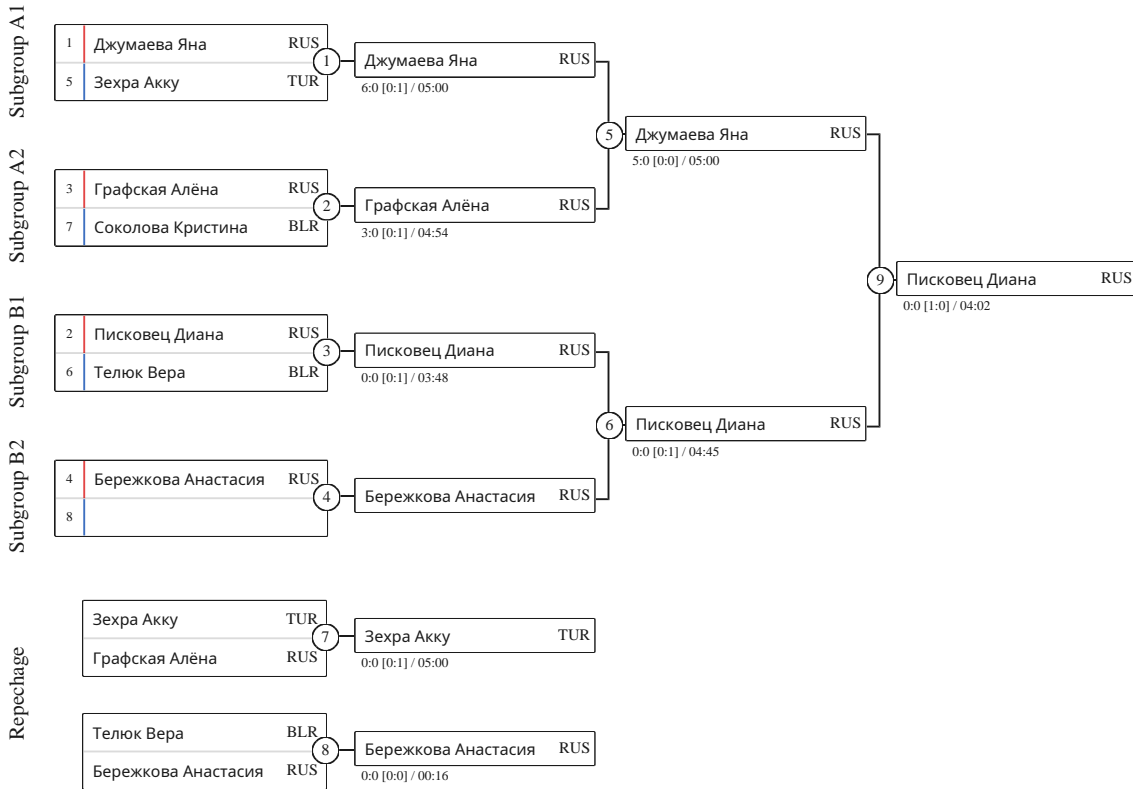 Subgroup A1
1 Джумаева Яна RUS
5 Зехра Акку TUR
1
Джумаева Яна RUS
6:0 [0:1] / 05:00
Subgroup A2
3 Графская Алёна RUS
7 Соколова Кристина BLR
2
Графская Алёна RUS
3:0 [0:1] / 04:54
5
Джумаева Яна RUS
5:0 [0:0] / 05:00
Subgroup B1
2 Писковец Диана RUS
6 Телюк Вера BLR
3
Писковец Диана RUS
0:0 [0:1] / 03:48
Subgroup B2
4 Бережкова Анастасия RUS
8
4
Бережкова Анастасия RUS
6
Писковец Диана RUS
0:0 [0:1] / 04:45
9
Писковец Диана RUS
0:0 [1:0] / 04:02
Repechage
Зехра Акку TUR
Графская Алёна RUS
7
Зехра Акку TUR
0:0 [0:1] / 05:00
Телюк Вера BLR
Бережкова Анастасия RUS
8
Бережкова Анастасия RUS
0:0 [0:0] / 00:16